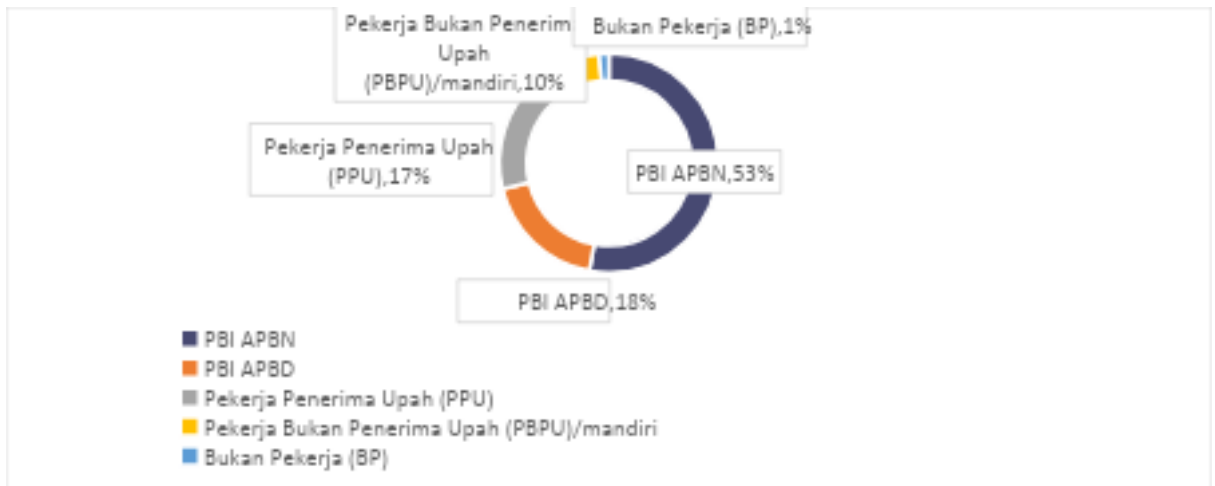 Pekerja Bukan Penerim
Upah
(PBPU)/mandiri,10%
Bukan Pekerja (BP),1%
Pekerja Penerima Upah
(PPU),17%
PBI APBN,53%
PBI APBD,18%
PBI APBN
PBI APBD
Pekerja Penerima Upah (PPU)
Pekerja Bukan Penerima Upah (PBPU)/mandiri
Bukan Pekerja (BP)